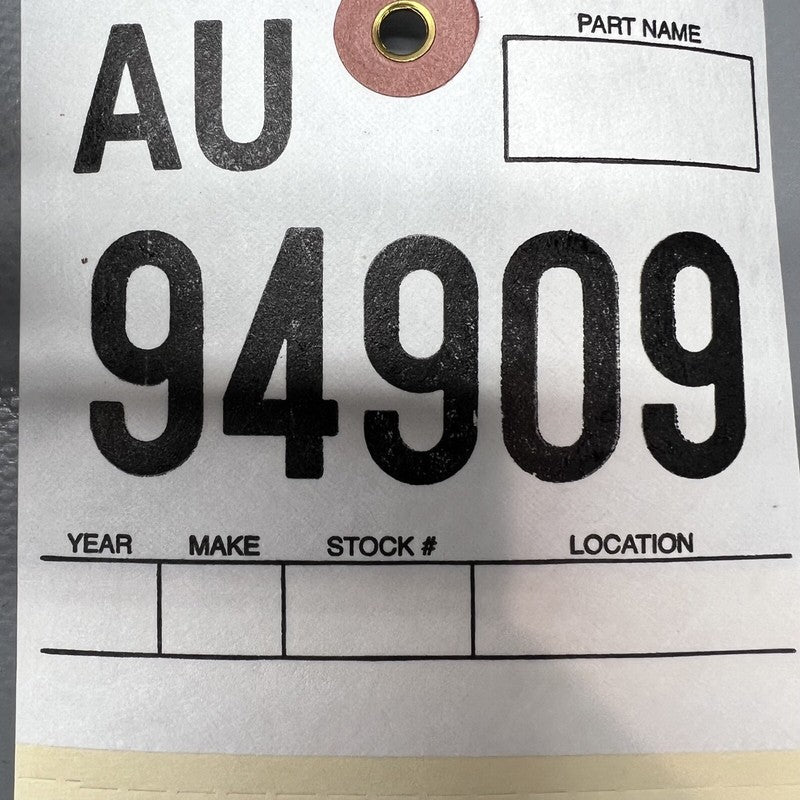 AU
PART NAME
94909
YEAR MAKE STOCK # LOCATION